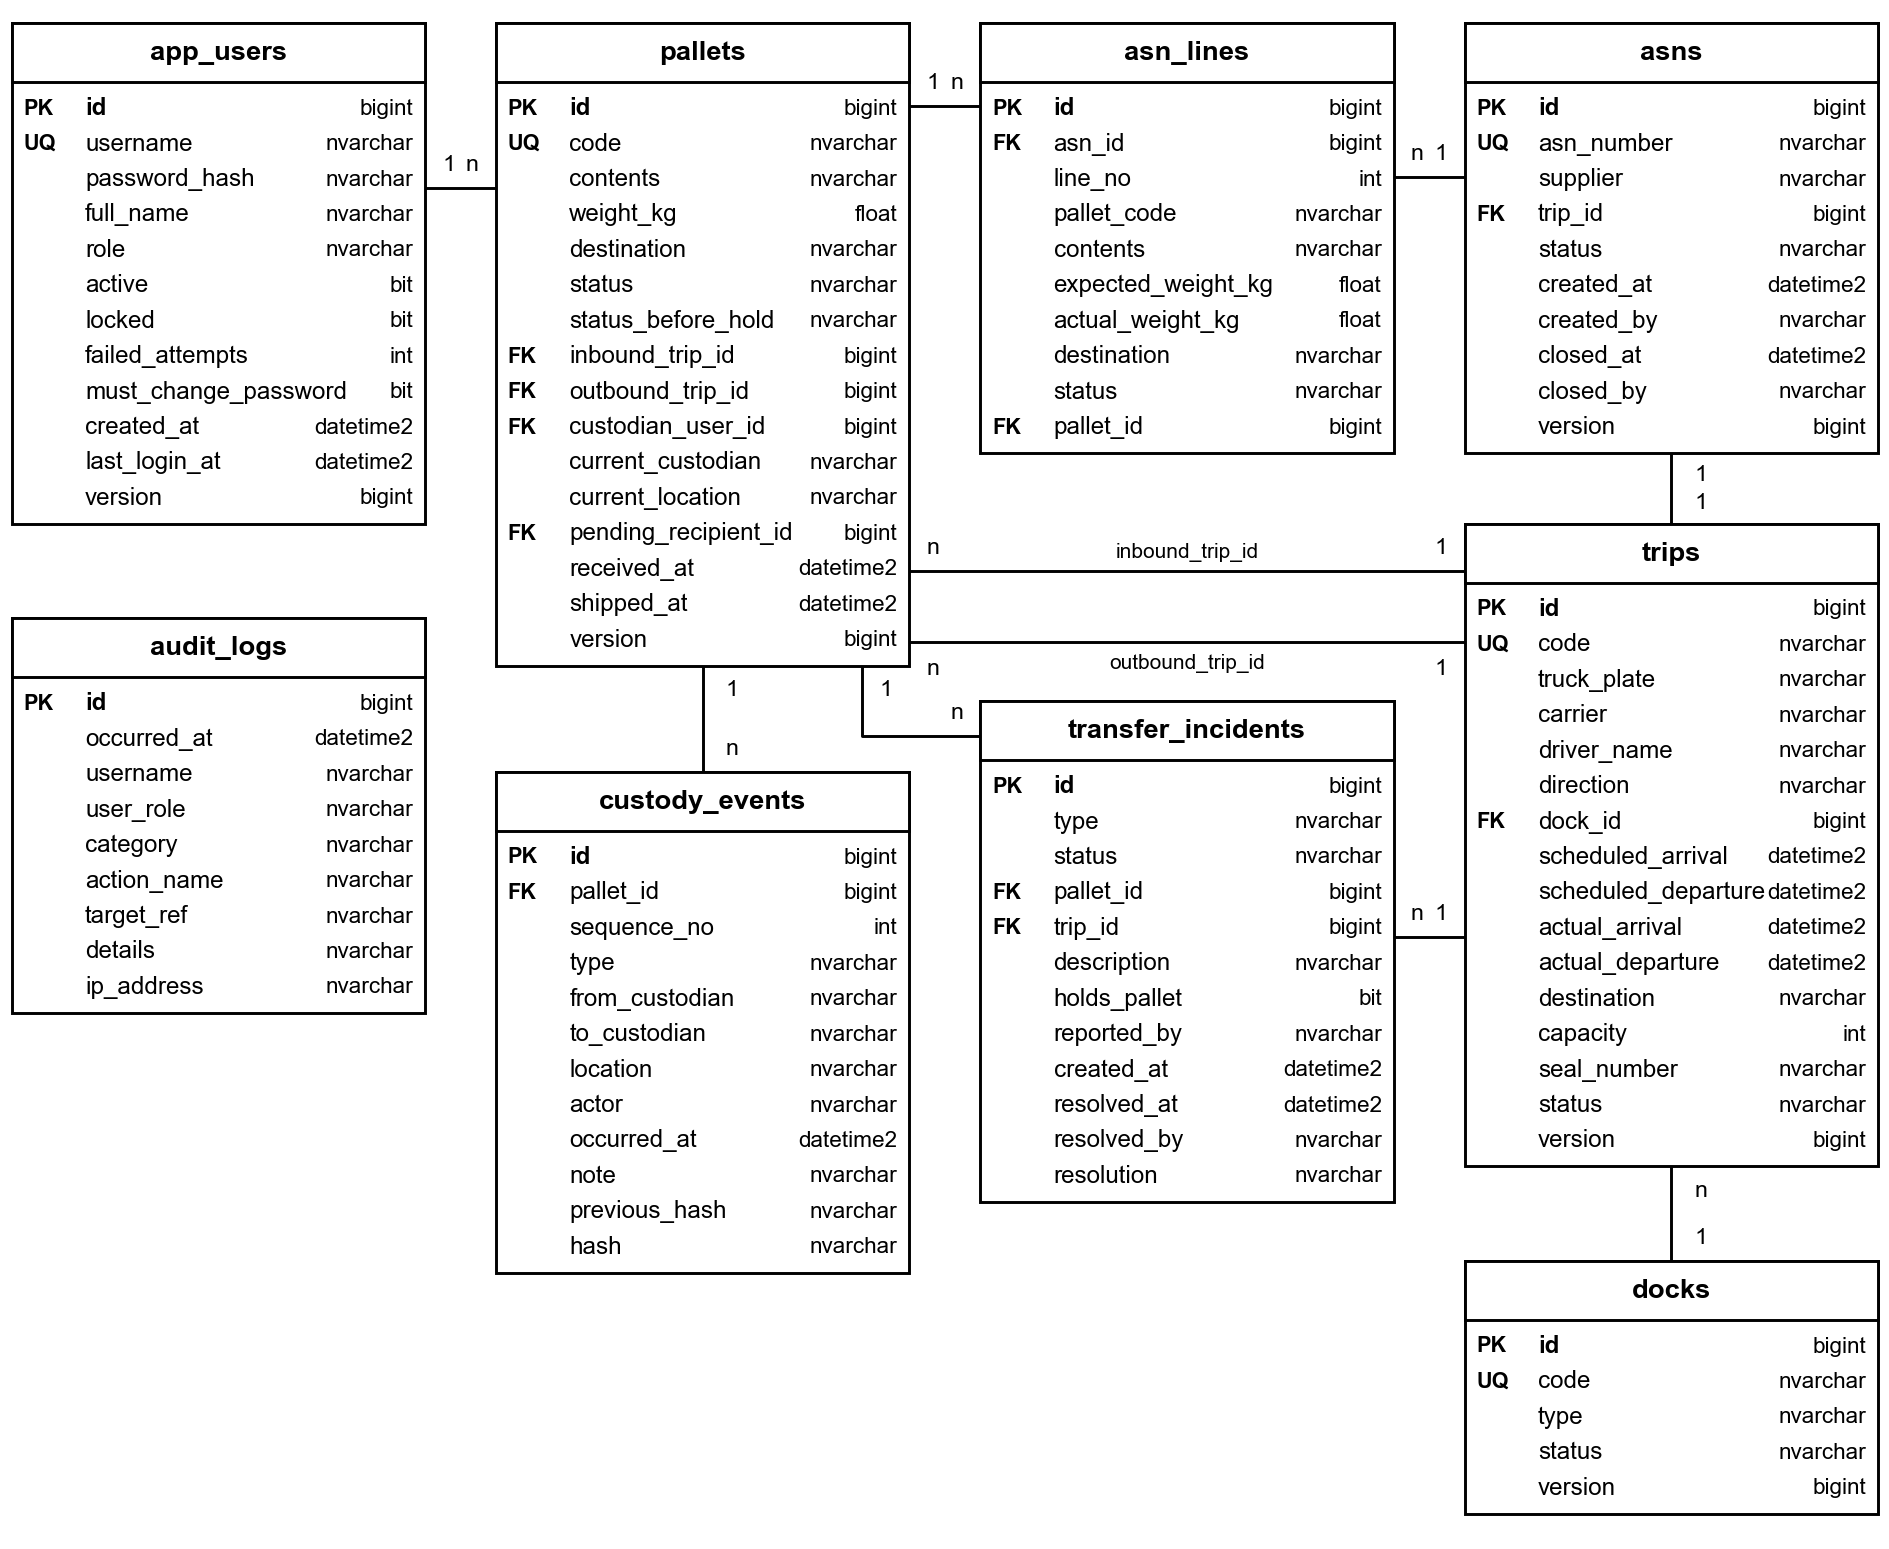 app_users
PK id bigint
UQ username nvarchar
password_hash nvarchar
full_name nvarchar
role nvarchar
active bit
locked bit
failed_attempts int
must_change_password bit
created_at datetime2
last_login_at datetime2
version bigint
1 n
pallets
PK id bigint
UQ code nvarchar
contents nvarchar
weight_kg float
destination nvarchar
status nvarchar
status_before_hold nvarchar
FK inbound_trip_id bigint
FK outbound_trip_id bigint
FK custodian_user_id bigint
current_custodian nvarchar
current_location nvarchar
FK pending_recipient_id bigint
received_at datetime2
shipped_at datetime2
version bigint
1 n
asn_lines
PK id bigint
FK asn_id bigint
line_no int
pallet_code nvarchar
contents nvarchar
expected_weight_kg float
actual_weight_kg float
destination nvarchar
status nvarchar
FK pallet_id bigint
n 1
asns
PK id bigint
UQ asn_number nvarchar
supplier nvarchar
FK trip_id bigint
status nvarchar
created_at datetime2
created_by nvarchar
closed_at datetime2
closed_by nvarchar
version bigint
1
1
n inbound_trip_id 1
n outbound_trip_id 1
trips
PK id bigint
UQ code nvarchar
truck_plate nvarchar
carrier nvarchar
driver_name nvarchar
direction nvarchar
FK dock_id bigint
scheduled_arrival datetime2
scheduled_departure datetime2
actual_arrival datetime2
actual_departure datetime2
destination nvarchar
capacity int
seal_number nvarchar
status nvarchar
version bigint
audit_logs
PK id bigint
occurred_at datetime2
username nvarchar
user_role nvarchar
category nvarchar
action_name nvarchar
target_ref nvarchar
details nvarchar
ip_address nvarchar
1
n
1
n
custody_events
PK id bigint
FK pallet_id bigint
sequence_no int
type nvarchar
from_custodian nvarchar
to_custodian nvarchar
location nvarchar
actor nvarchar
occurred_at datetime2
note nvarchar
previous_hash nvarchar
hash nvarchar
transfer_incidents
PK id bigint
type nvarchar
status nvarchar
FK pallet_id bigint
FK trip_id bigint
description nvarchar
holds_pallet bit
reported_by nvarchar
created_at datetime2
resolved_at datetime2
resolved_by nvarchar
resolution nvarchar
n 1
n
1
docks
PK id bigint
UQ code nvarchar
type nvarchar
status nvarchar
version bigint